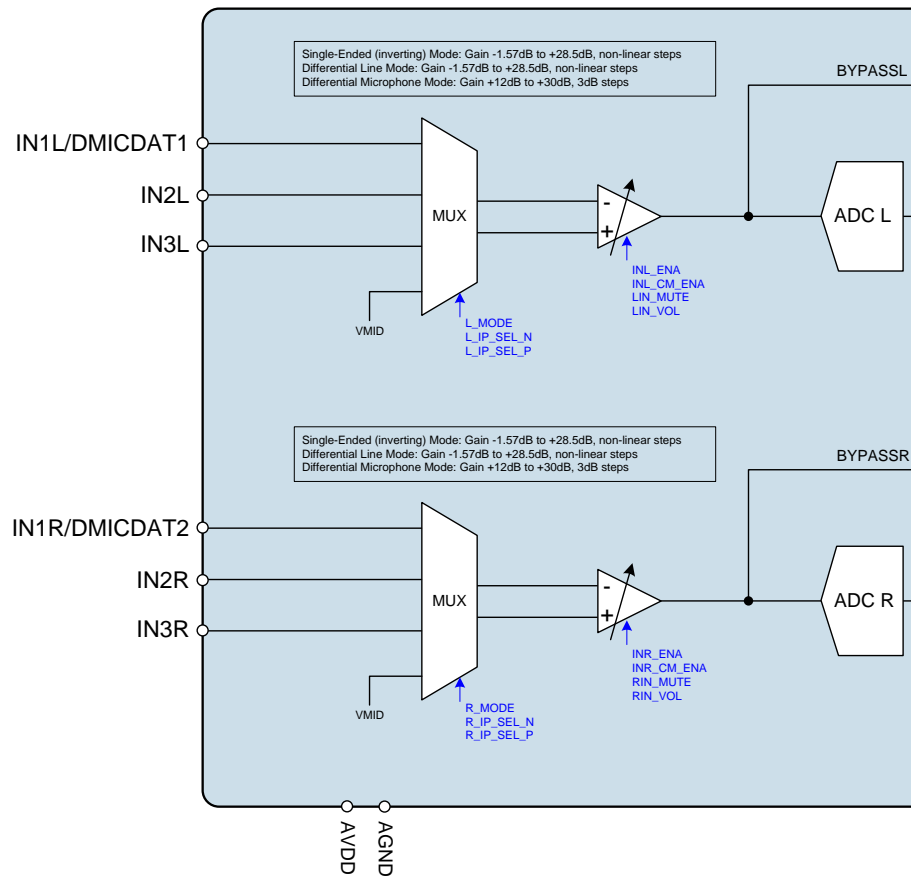 Single-Ended (inverting) Mode: Gain -1.57dB to +28.5dB, non-linear steps
Differential Line Mode: Gain -1.57dB to +28.5dB, non-linear steps
Differential Microphone Mode: Gain +12dB to +30dB, 3dB steps
BYPASSL
IN1L/DMICDAT1
IN2L
IN3L
MUX
-
+
ADC L
INL_ENA
INL_CM_ENA
LIN_MUTE
LIN_VOL
VMID
L_MODE
L_IP_SEL_N
L_IP_SEL_P
Single-Ended (inverting) Mode: Gain -1.57dB to +28.5dB, non-linear steps
Differential Line Mode: Gain -1.57dB to +28.5dB, non-linear steps
Differential Microphone Mode: Gain +12dB to +30dB, 3dB steps
BYPASSR
IN1R/DMICDAT2
IN2R
IN3R
MUX
-
+
ADC R
INR_ENA
INR_CM_ENA
RIN_MUTE
RIN_VOL
VMID
R_MODE
R_IP_SEL_N
R_IP_SEL_P
AVDD
AGND